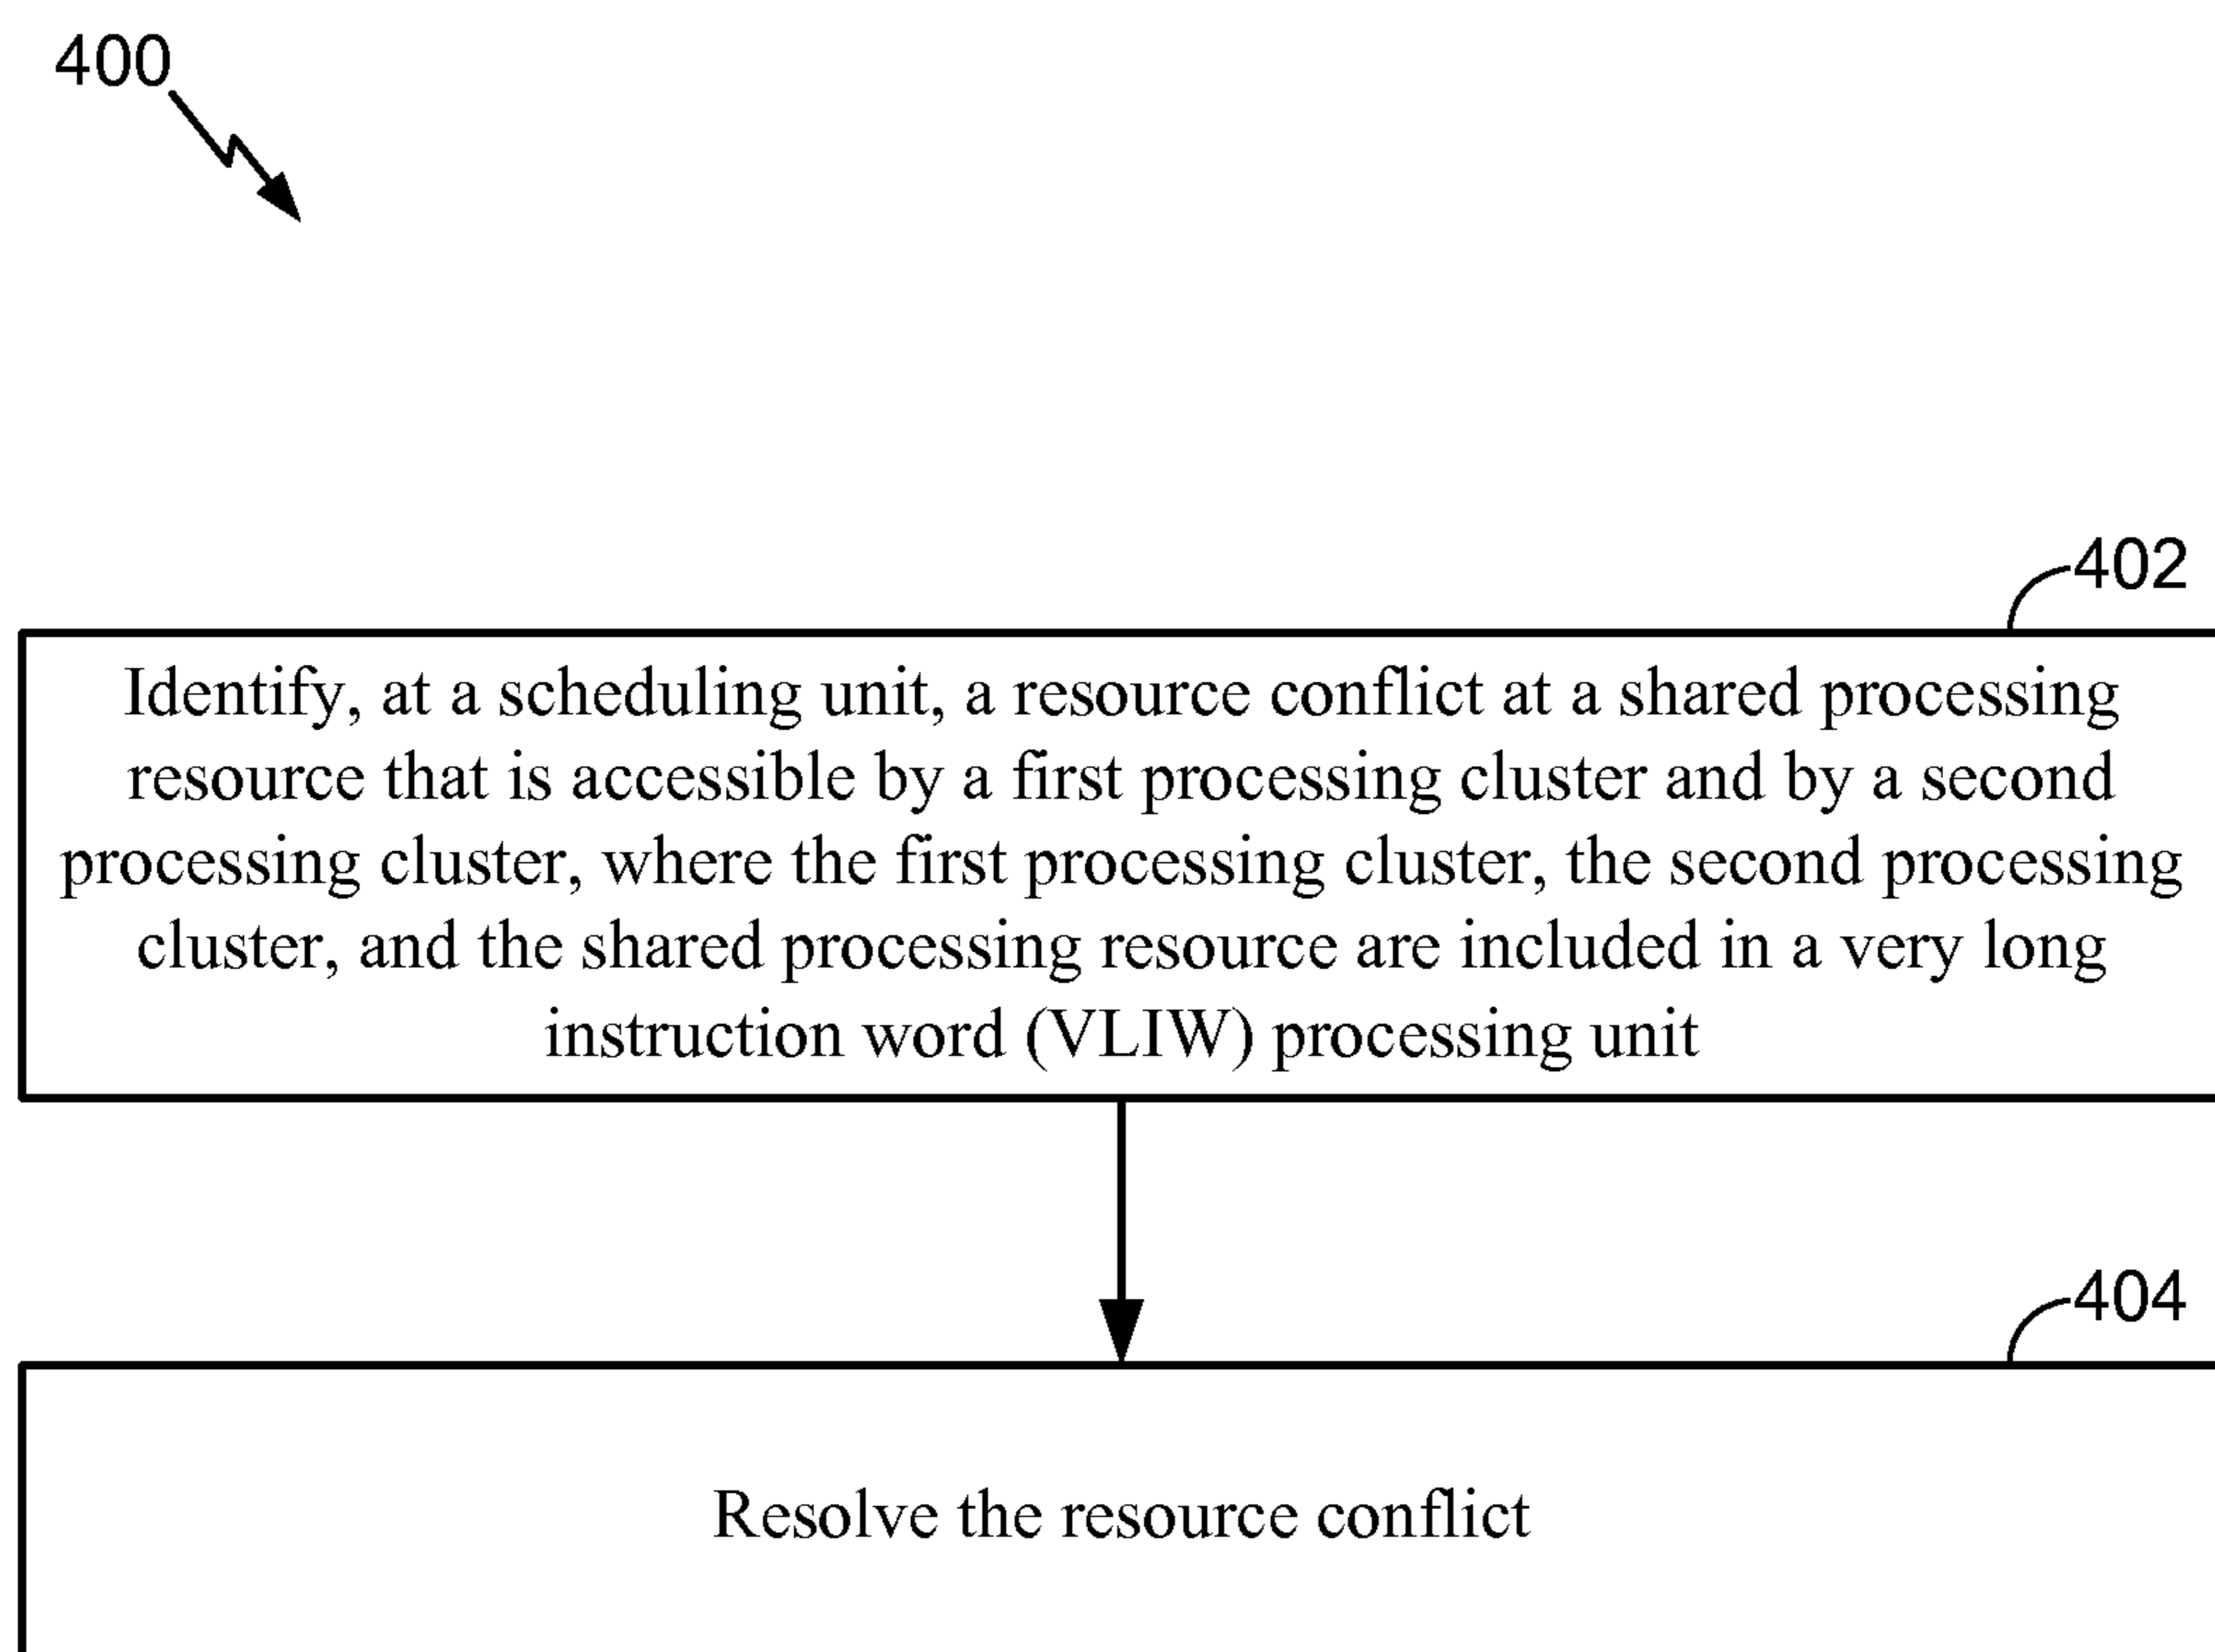 400
402
Identify, at a scheduling unit, a resource conflict at a shared processing
resource that is accessible by a first processing cluster and by a second
processing cluster, where the first processing cluster, the second processing
cluster, and the shared processing resource are included in a very long
instruction word (VLIW) processing unit
404
Resolve the resource conflict